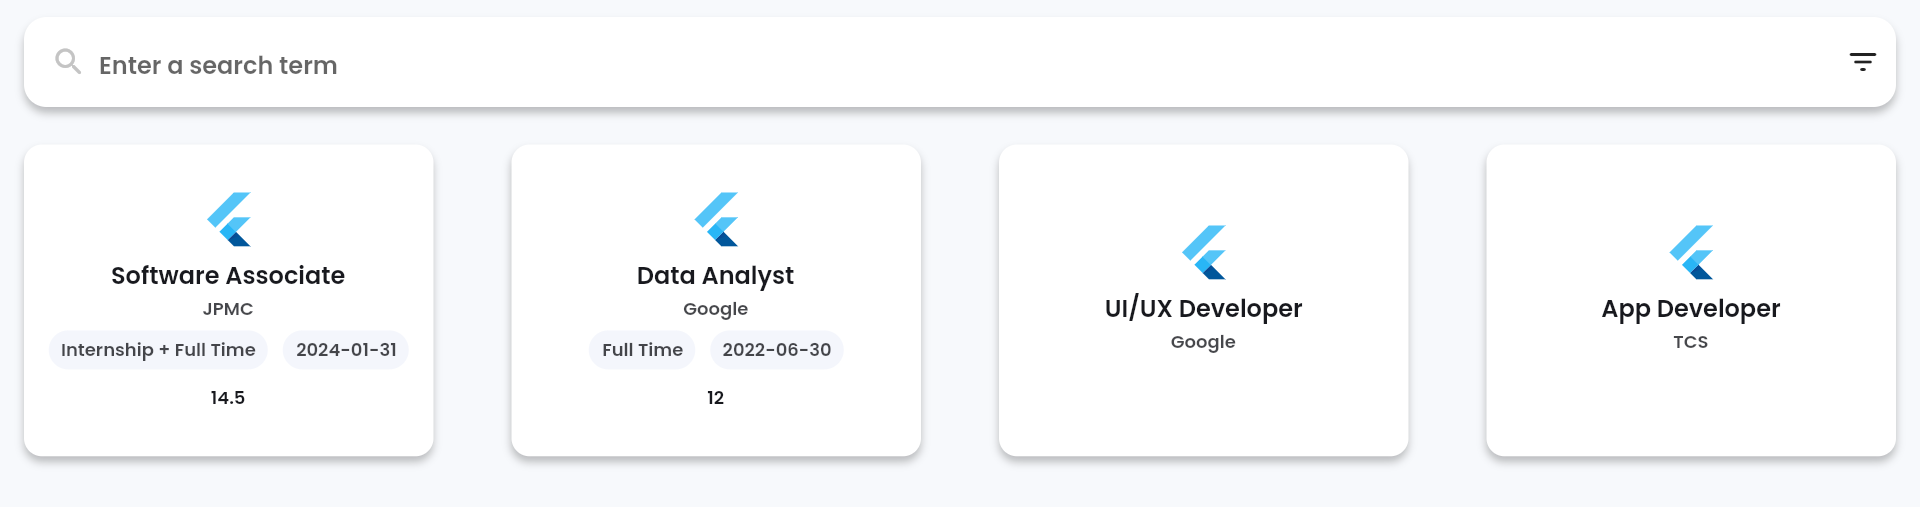 Enter a search term
Software Associate
JPMC
Internship + Full Time
2024-01-31
14.5
Data Analyst
Google
Full Time
2022-06-30
12
UI/UX Developer
Google
App Developer
TCS